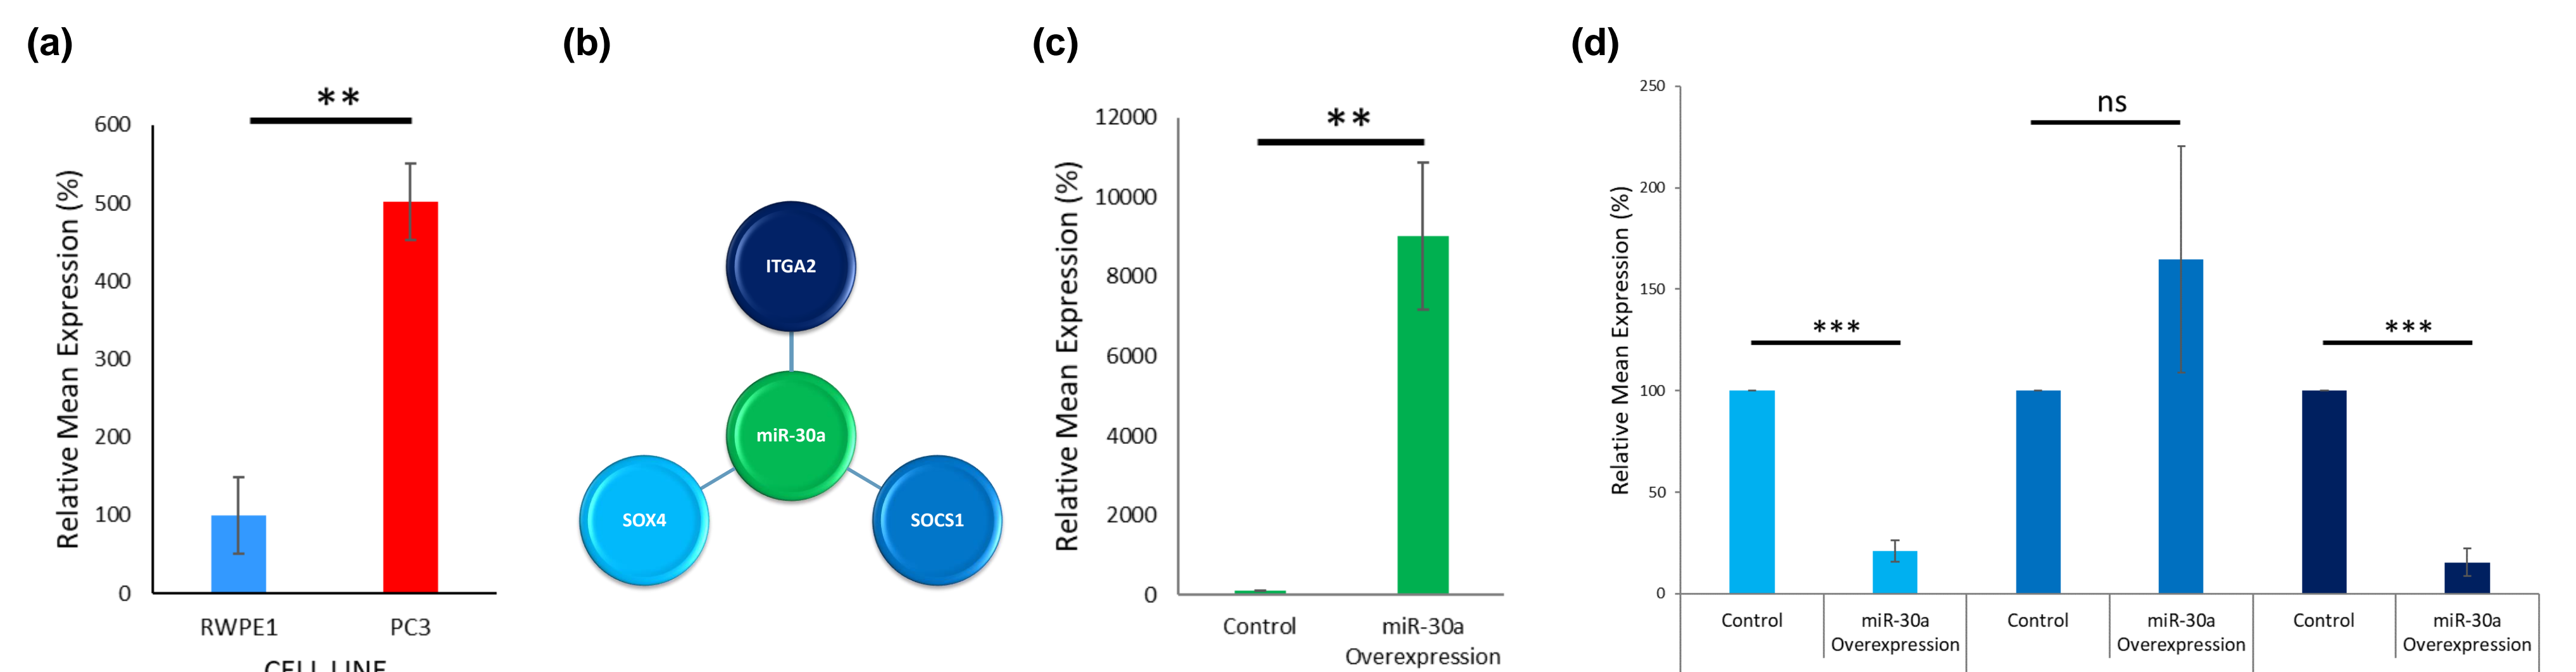 (a)
**
Relative Mean Expression (%)
600
500
400
300
200
100
0
RWPE1
PC3
CELL LINE
(b)
ITGA2
miR-30a
SOX4
SOCS1
(c)
**
Relative Mean Expression (%)
12000
10000
8000
6000
4000
2000
0
Control
miR-30a
Overexpression
(d)
Relative Mean Expression (%)
250
200
150
100
50
0
***
ns
***
Control
miR-30a
Overexpression
Control
miR-30a
Overexpression
Control
miR-30a
Overexpression